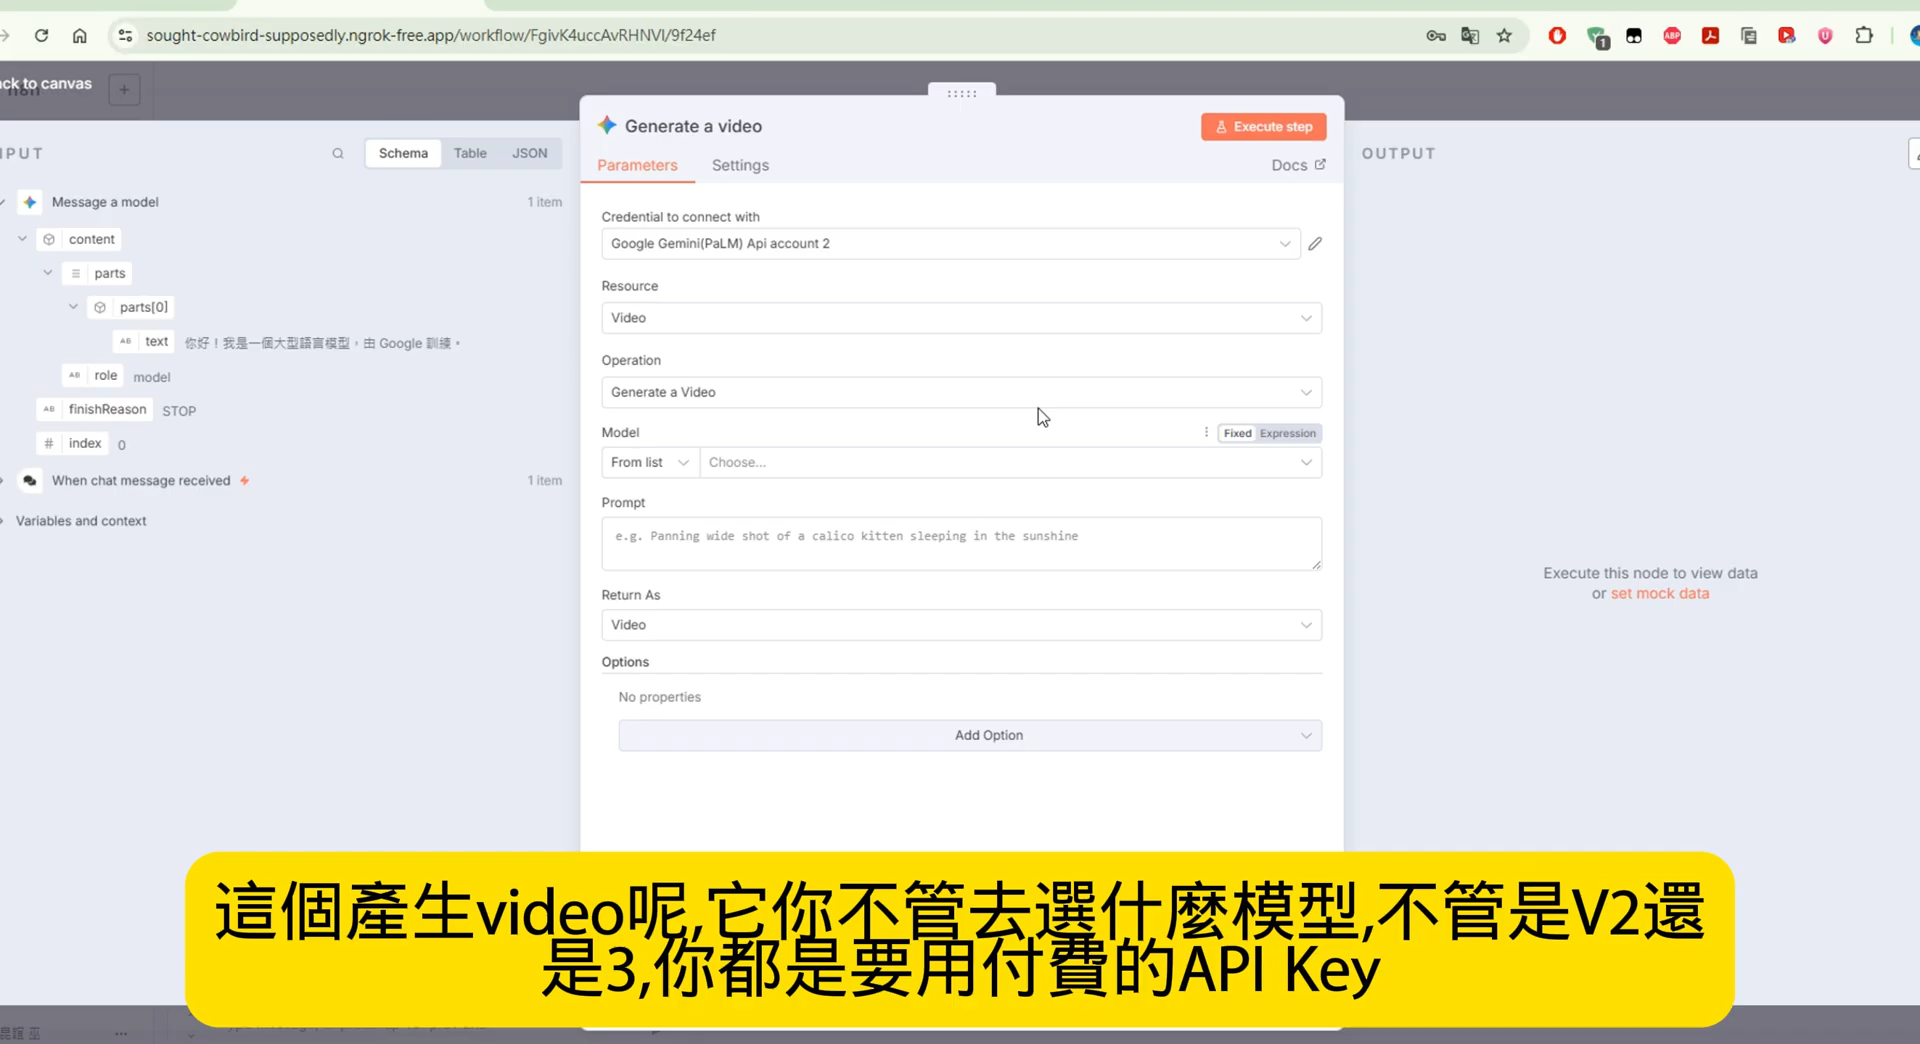 sought-cowbird-supposedly.ngrok-free.app/workflow/FgivK4uccAvRHNVI/9f24ef
1
ABP
ack to canvas
Generate a video
Execute step
PUT
Schema
Table
JSON
Parameters
Settings
Docs
OUTPUT
Message a model
1 item
content
parts
parts[0]
AB text 你好！我是一個大型語言模型，由 Google 訓練。
AB role model
AB finishReason STOP
# index 0
When chat message received
1 item
Variables and context
Credential to connect with
Google Gemini(PaLM) Api account 2
Resource
Video
Operation
Generate a Video
Model
Fixed Expression
From list
Choose...
Prompt
e.g. Panning wide shot of a calico kitten sleeping in the sunshine
Return As
Video
Options
No properties
Add Option
Execute this node to view data
or set mock data
這個產生video呢,它你不管去選什麼模型,不管是V2還
是3,你都是要用付費的API Key